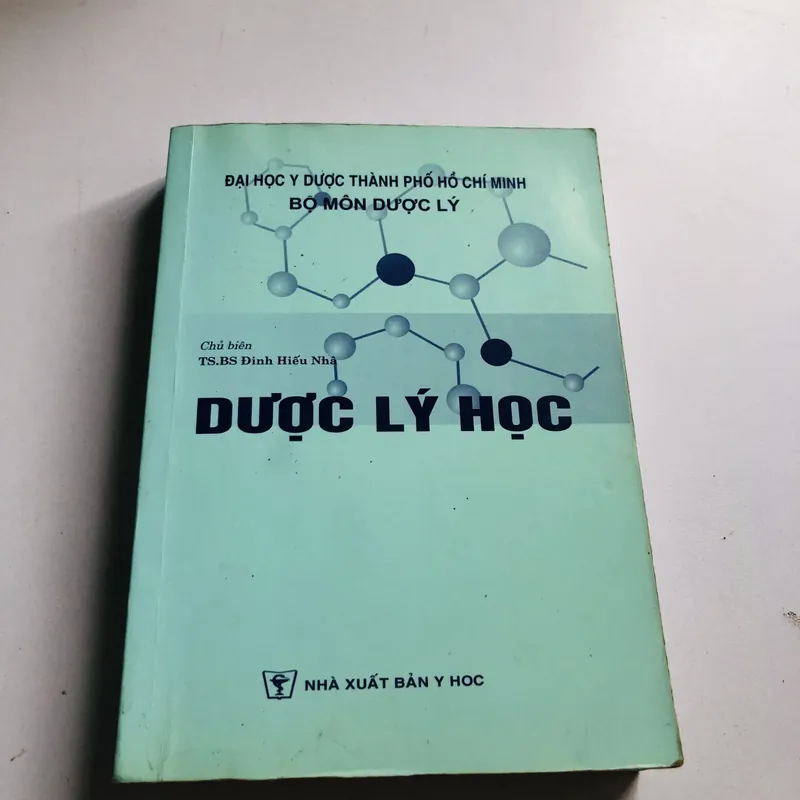 ĐẠI HỌC Y DƯỢC THÀNH PHỐ HỒ CHÍ MINH
BỘ MÔN DƯỢC LÝ
Chủ biên
TS.BS Đinh Hiếu Nhâ
DƯỢC LÝ HỌC
NHÀ XUẤT BẢN Y HOC